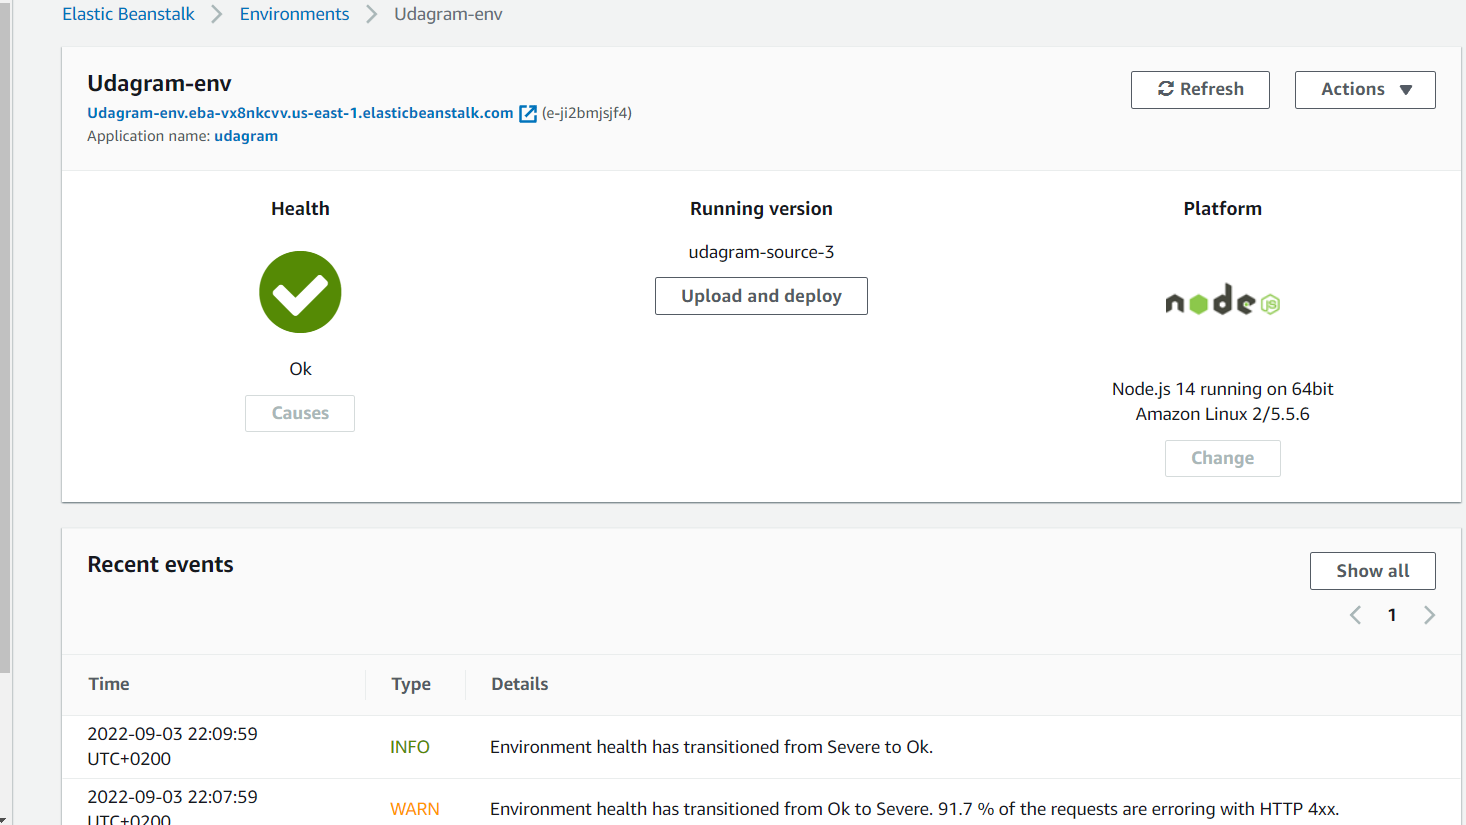 Elastic Beanstalk > Environments > Udagram-env
Udagram-env
Refresh
Actions
Udagram-env.eba-vx8nkcvv.us-east-1.elasticbeanstalk.com (e-ji2bmjsjf4)
Application name: udagram
Health
Running version
Platform
udagram-source-3
Upload and deploy
node JS
Ok
Causes
Node.js 14 running on 64bit
Amazon Linux 2/5.5.6
Change
Recent events
Show all
1
Time
Type
Details
2022-09-03 22:09:59
UTC+0200
INFO
Environment health has transitioned from Severe to Ok.
2022-09-03 22:07:59
UTC+0200
WARN
Environment health has transitioned from Ok to Severe. 91.7 % of the requests are erroring with HTTP 4xx.